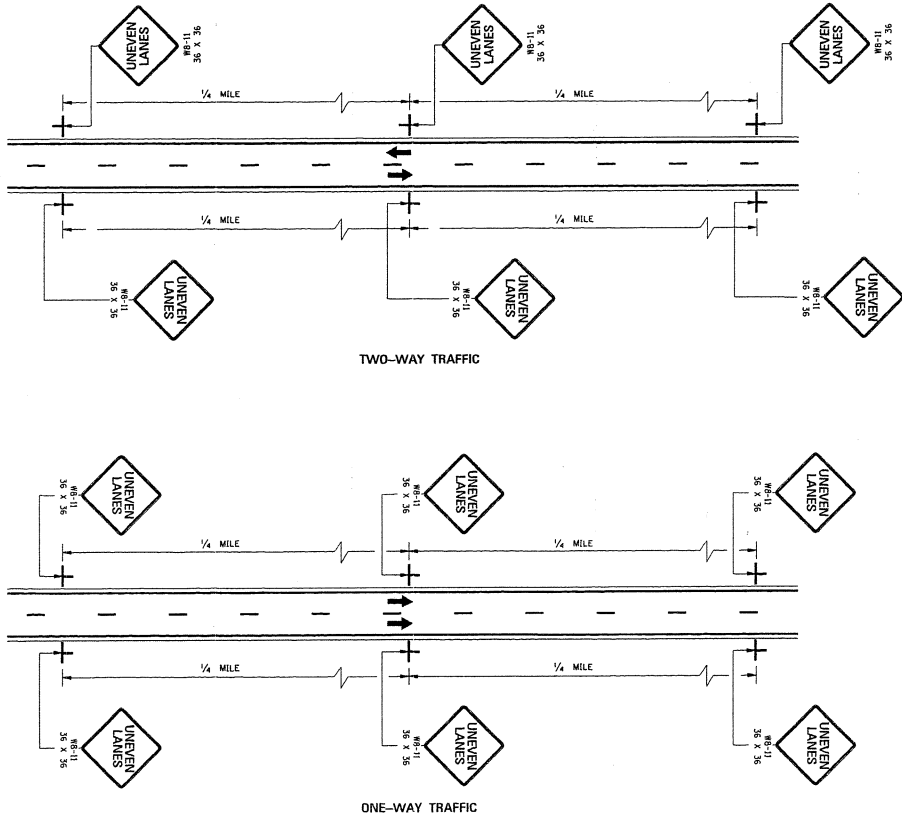 UNEVEN
LANES
W8-11
36 X 36
UNEVEN
LANES
W8-11
36 X 36
UNEVEN
LANES
W8-11
36 X 36
1/4 MILE
1/4 MILE
1/4 MILE
1/4 MILE
W8-11
36 X 36
UNEVEN
LANES
W8-11
36 X 36
UNEVEN
LANES
W8-11
36 X 36
UNEVEN
LANES
TWO-WAY TRAFFIC
W8-11
36 X 36
UNEVEN
LANES
W8-11
36 X 36
UNEVEN
LANES
W8-11
36 X 36
UNEVEN
LANES
1/4 MILE
1/4 MILE
1/4 MILE
1/4 MILE
W8-11
36 X 36
UNEVEN
LANES
W8-11
36 X 36
UNEVEN
LANES
W8-11
36 X 36
UNEVEN
LANES
ONE-WAY TRAFFIC